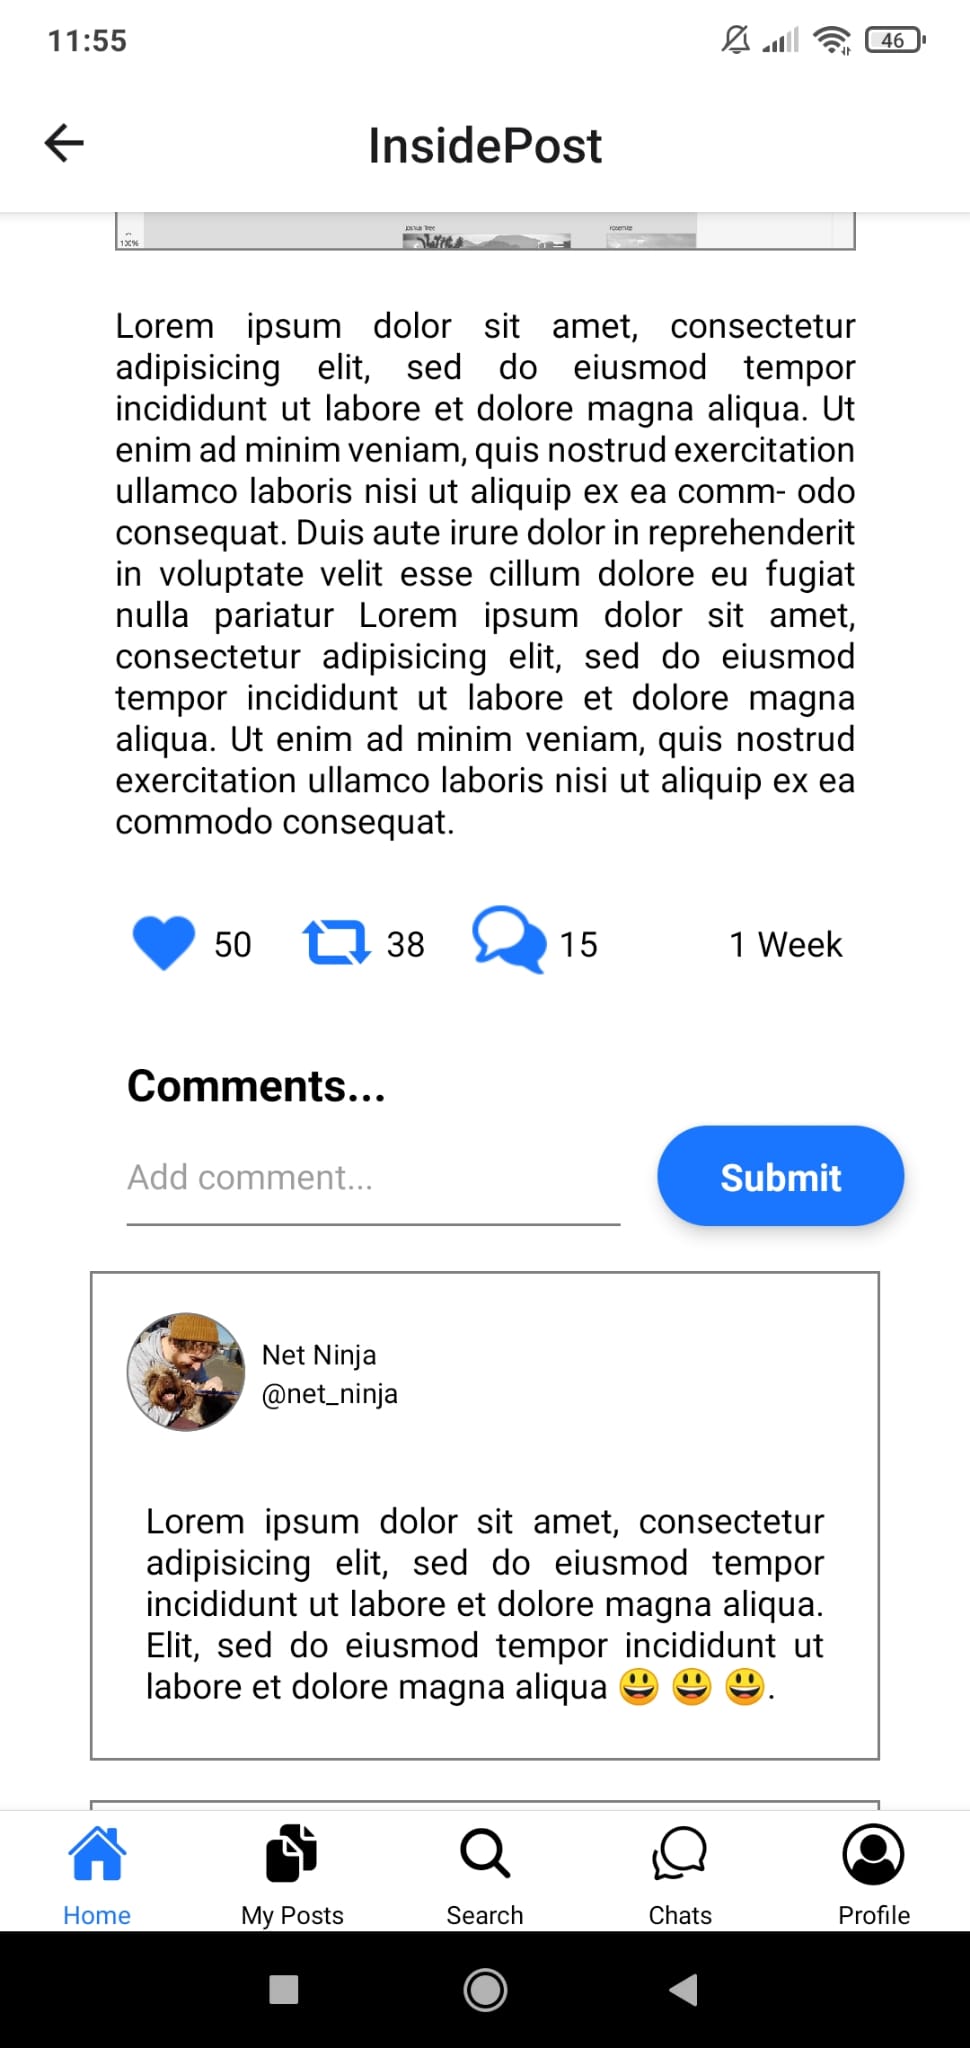 11:55
46
InsidePost
Joshua Tree
Yosemite
100%
Lorem ipsum dolor sit amet, consectetur
adipisicing elit, sed do eiusmod tempor
incididunt ut labore et dolore magna aliqua. Ut
enim ad minim veniam, quis nostrud exercitation
ullamco laboris nisi ut aliquip ex ea comm- odo
consequat. Duis aute irure dolor in reprehenderit
in voluptate velit esse cillum dolore eu fugiat
nulla pariatur Lorem ipsum dolor sit amet,
consectetur adipisicing elit, sed do eiusmod
tempor incididunt ut labore et dolore magna
aliqua. Ut enim ad minim veniam, quis nostrud
exercitation ullamco laboris nisi ut aliquip ex ea
commodo consequat.
50 38 15 1 Week
Comments...
Add comment...
Submit
Net Ninja
@net_ninja
Lorem ipsum dolor sit amet, consectetur
adipisicing elit, sed do eiusmod tempor
incididunt ut labore et dolore magna aliqua.
Elit, sed do eiusmod tempor incididunt ut
labore et dolore magna aliqua 😃 😃 😃.
Home My Posts Search Chats Profile